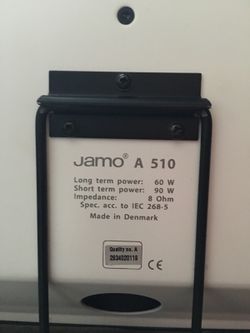 Jamo® A 510
Long term power: 60 W
Short term power: 90 W
Impedance: 8 Ohm
Spec. acc. to IEC 268-5
Made in Denmark
Quality no. A
2834020116
CE